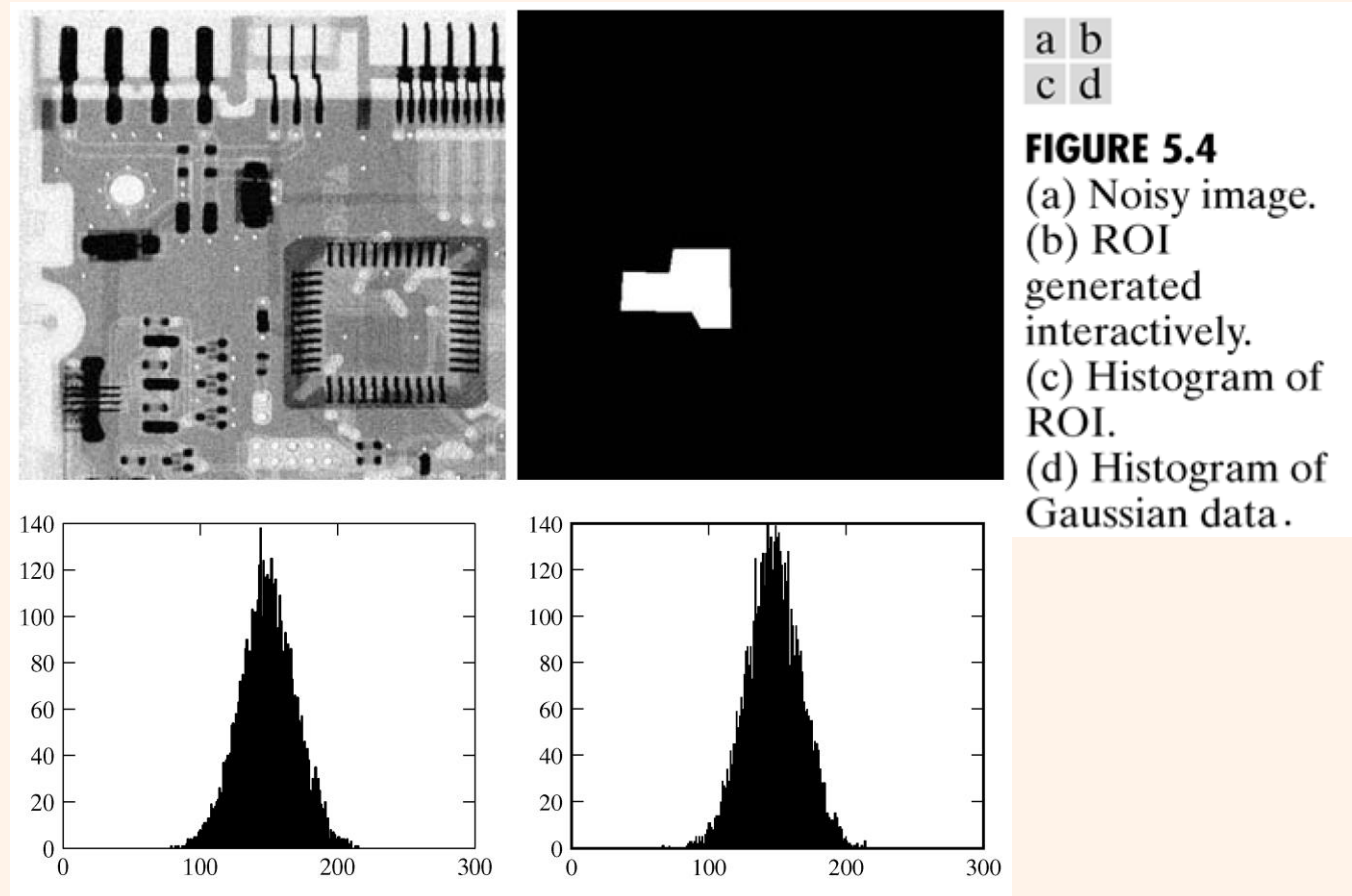 a b
c d
FIGURE 5.4
(a) Noisy image.
(b) ROI
generated
interactively.
(c) Histogram of
ROI.
(d) Histogram of
Gaussian data.
140
120
100
80
60
40
20
0
0 100 200 300
140
120
100
80
60
40
20
0
0 100 200 300